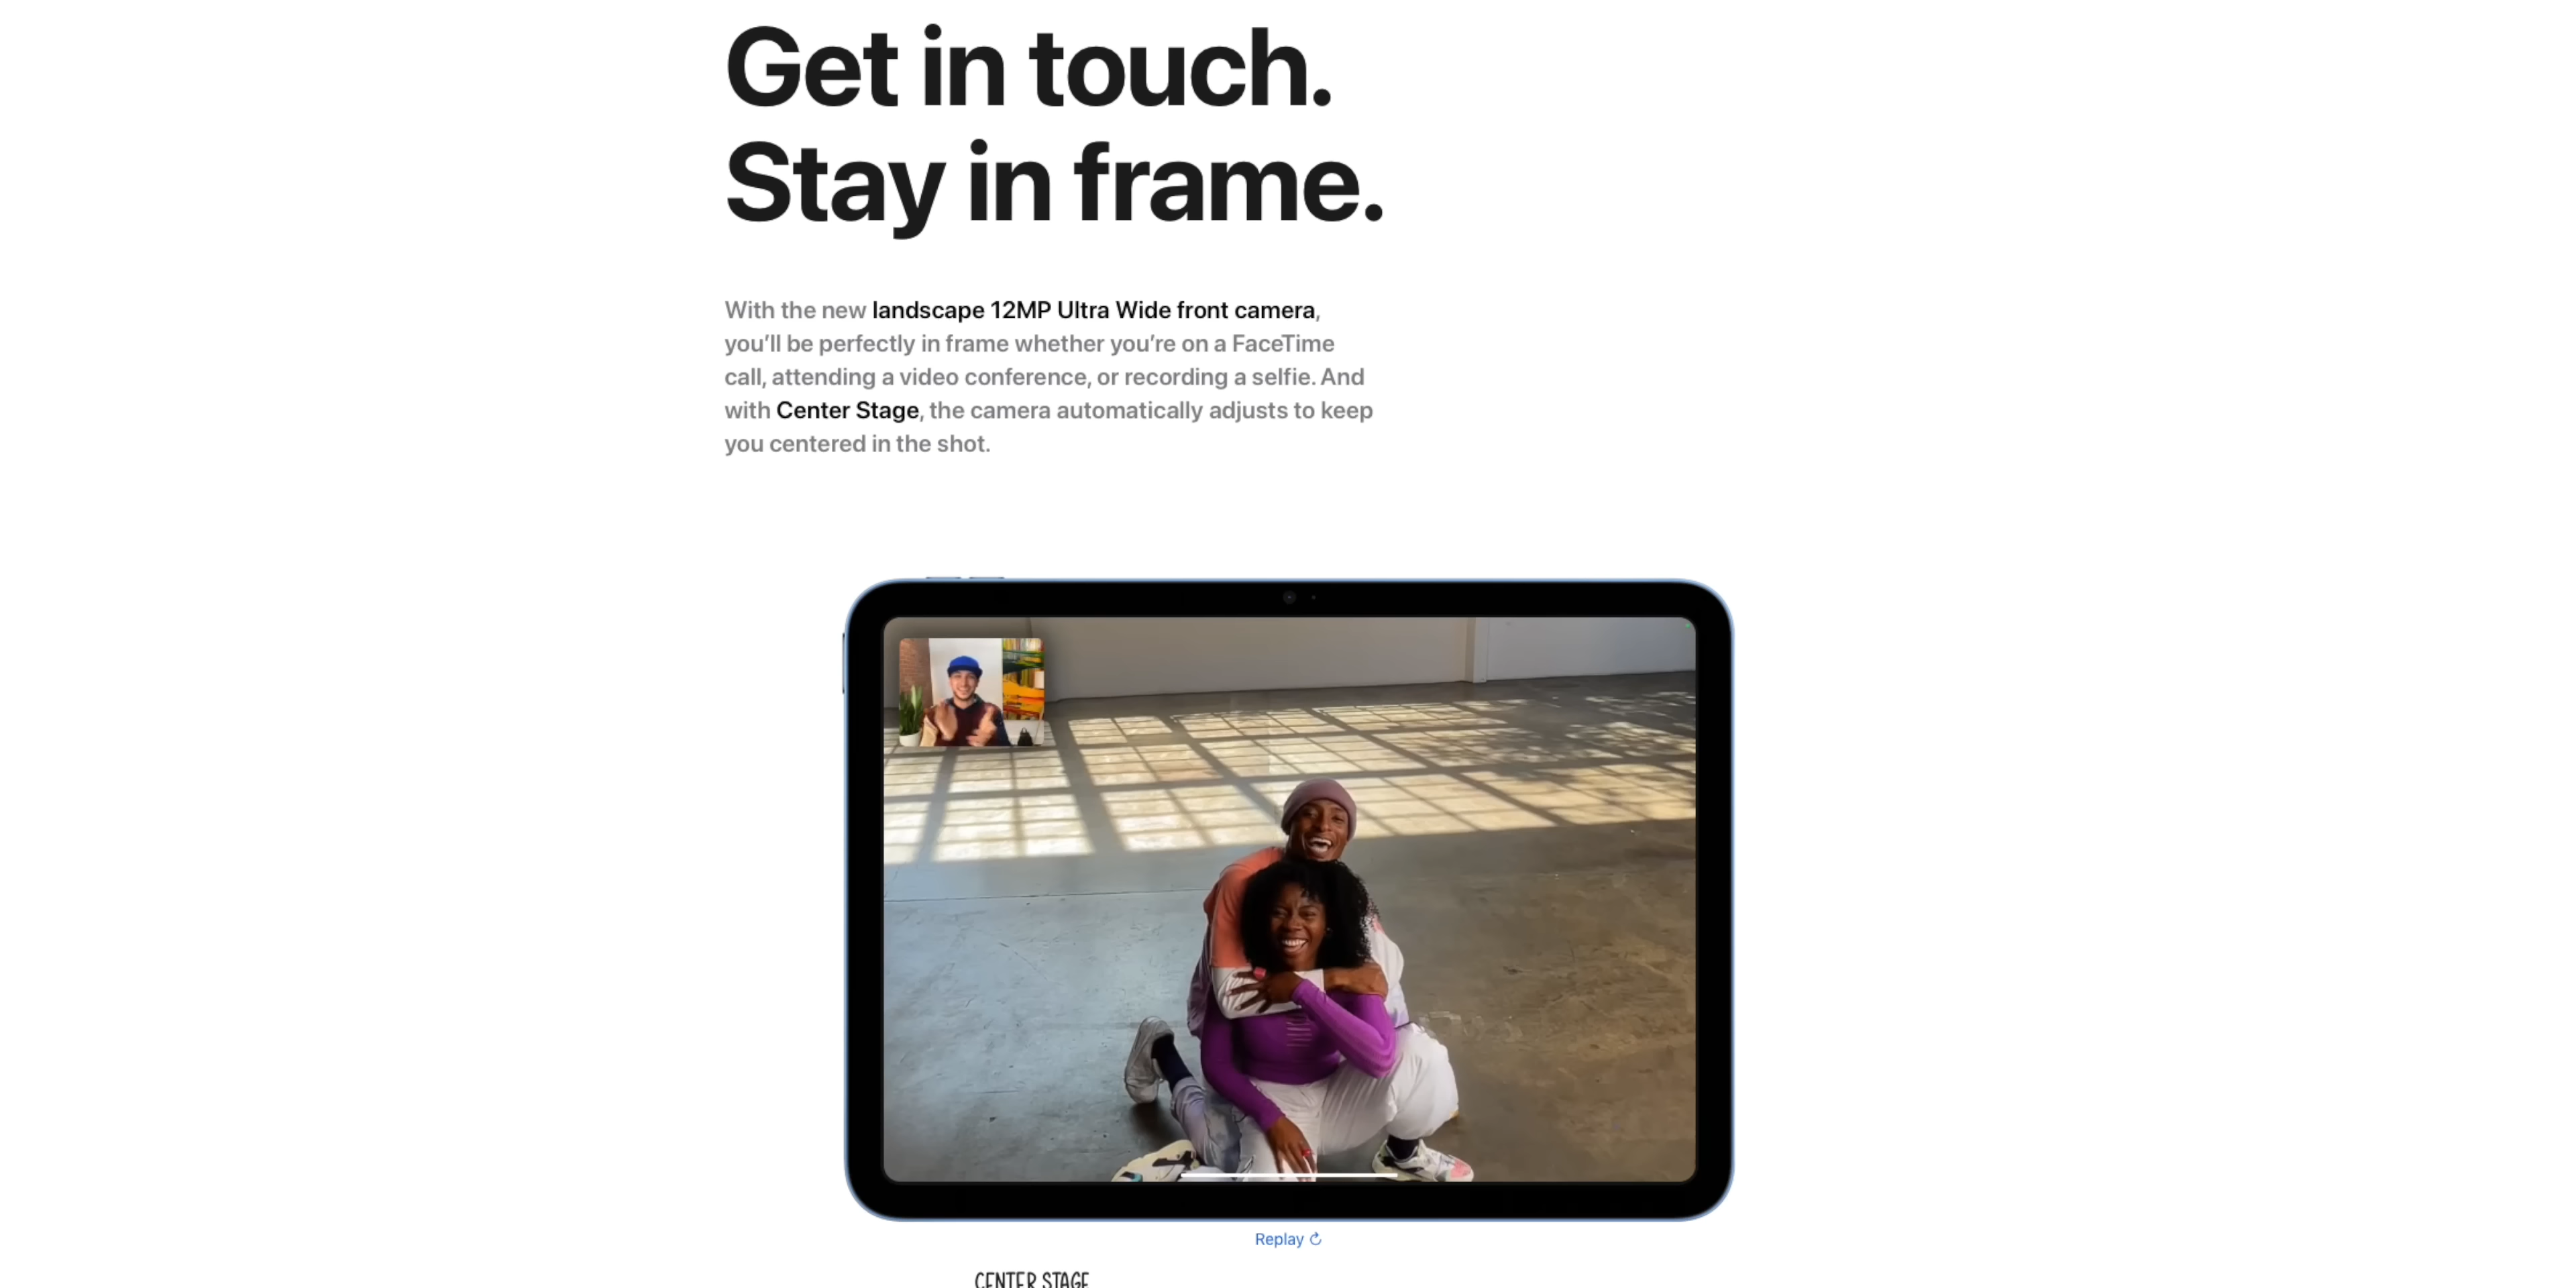 Get in touch.
Stay in frame.
With the new landscape 12MP Ultra Wide front camera,
you’ll be perfectly in frame whether you’re on a FaceTime
call, attending a video conference, or recording a selfie. And
with Center Stage, the camera automatically adjusts to keep
you centered in the shot.
Replay
CENTER STAGE